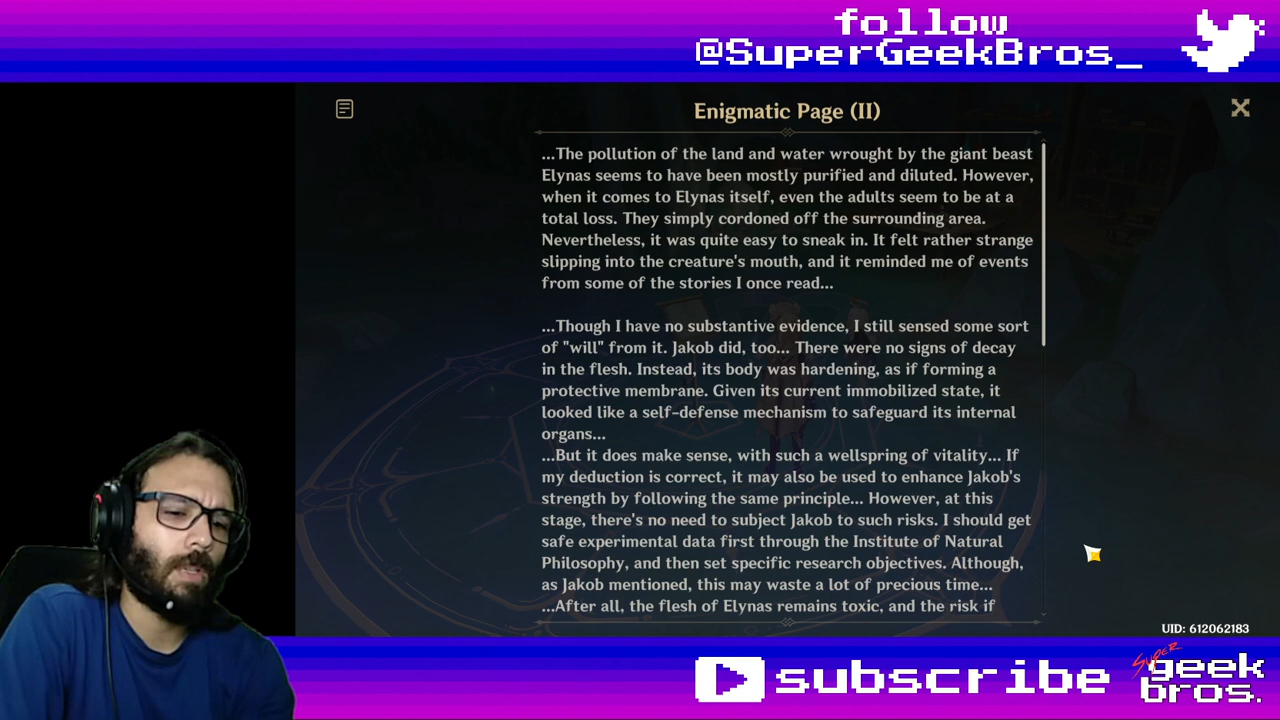 follow
@SuperGeekBros_
Enigmatic Page (II)
...The pollution of the land and water wrought by the giant beast
Elynas seems to have been mostly purified and diluted. However,
when it comes to Elynas itself, even the adults seem to be at a
total loss. They simply cordoned off the surrounding area.
Nevertheless, it was quite easy to sneak in. It felt rather strange
slipping into the creature's mouth, and it reminded me of events
from some of the stories I once read...
...Though I have no substantive evidence, I still sensed some sort
of "will" from it. Jakob did, too... There were no signs of decay
in the flesh. Instead, its body was hardening, as if forming a
protective membrane. Given its current immobilized state, it
looked like a self-defense mechanism to safeguard its internal
organs...
...But it does make sense, with such a wellspring of vitality... If
my deduction is correct, it may also be used to enhance Jakob's
strength by following the same principle... However, at this
stage, there's no need to subject Jakob to such risks. I should get
safe experimental data first through the Institute of Natural
Philosophy, and then set specific research objectives. Although,
as Jakob mentioned, this may waste a lot of precious time...
...After all, the flesh of Elynas remains toxic, and the risk if
UID: 612062183
subscribe
SUPER
geek
bros.